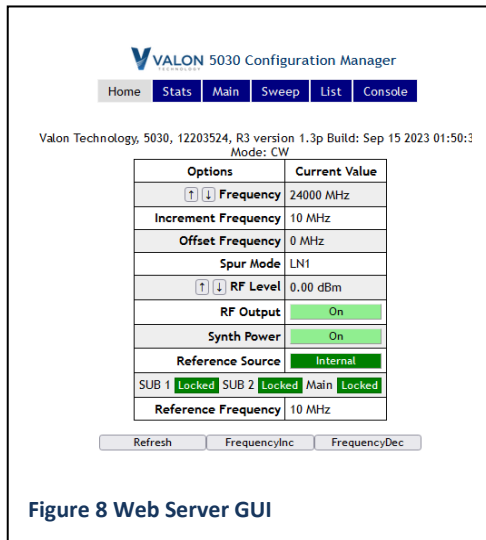 VALON 5030 Configuration Manager
TECHNOLOGY
Home Stats Main Sweep List Console
Valon Technology, 5030, 12203524, R3 version 1.3p Build: Sep 15 2023 01:50:3
Mode: CW
Options Current Value
↑ ↓ Frequency 24000 MHz
Increment Frequency 10 MHz
Offset Frequency 0 MHz
Spur Mode LN1
↑ ↓ RF Level 0.00 dBm
RF Output On
Synth Power On
Reference Source Internal
SUB 1 Locked SUB 2 Locked Main Locked
Reference Frequency 10 MHz
Refresh FrequencyInc FrequencyDec
Figure 8 Web Server GUI